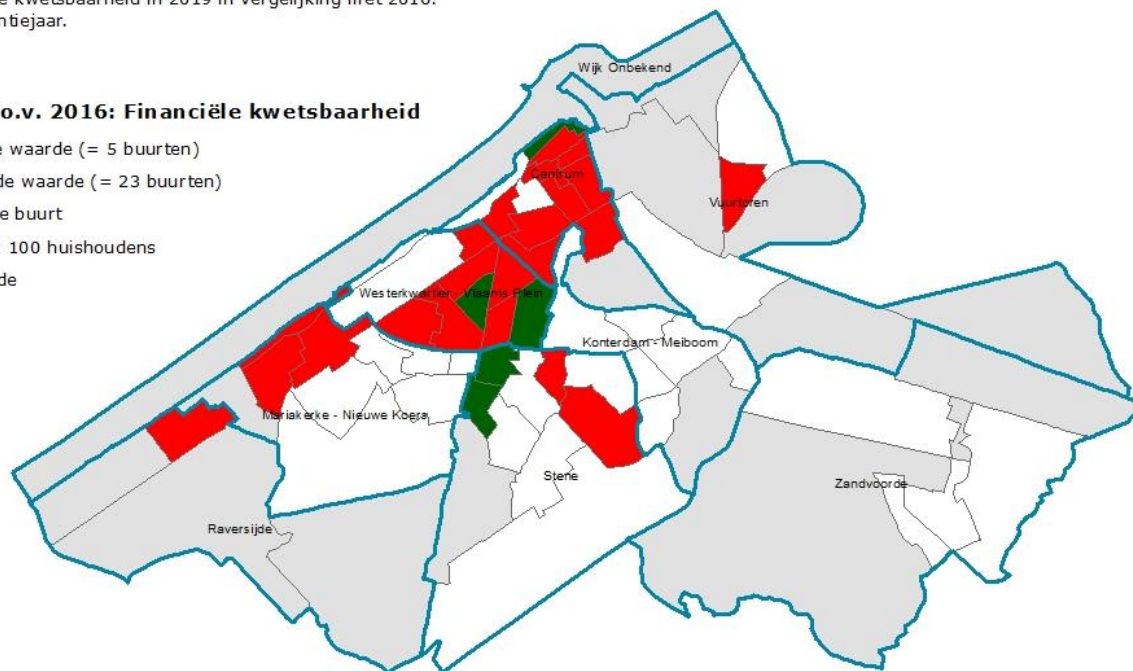 kwetsbaarheid in 2019 in vergelijking met 2016.
ntiejaar.
o.v. 2016: Financiële kwetsbaarheid
e waarde (= 5 buurten)
de waarde (= 23 buurten)
e buurt
100 huishoudens
de
Wijk Onbekend
Centrum
Vuurtoren
Westerkwartier - Vlaams Plein
Konterdam - Meiboom
Mariakerke - Nieuwe Koers
Stene
Zandvoorde
Raversijde